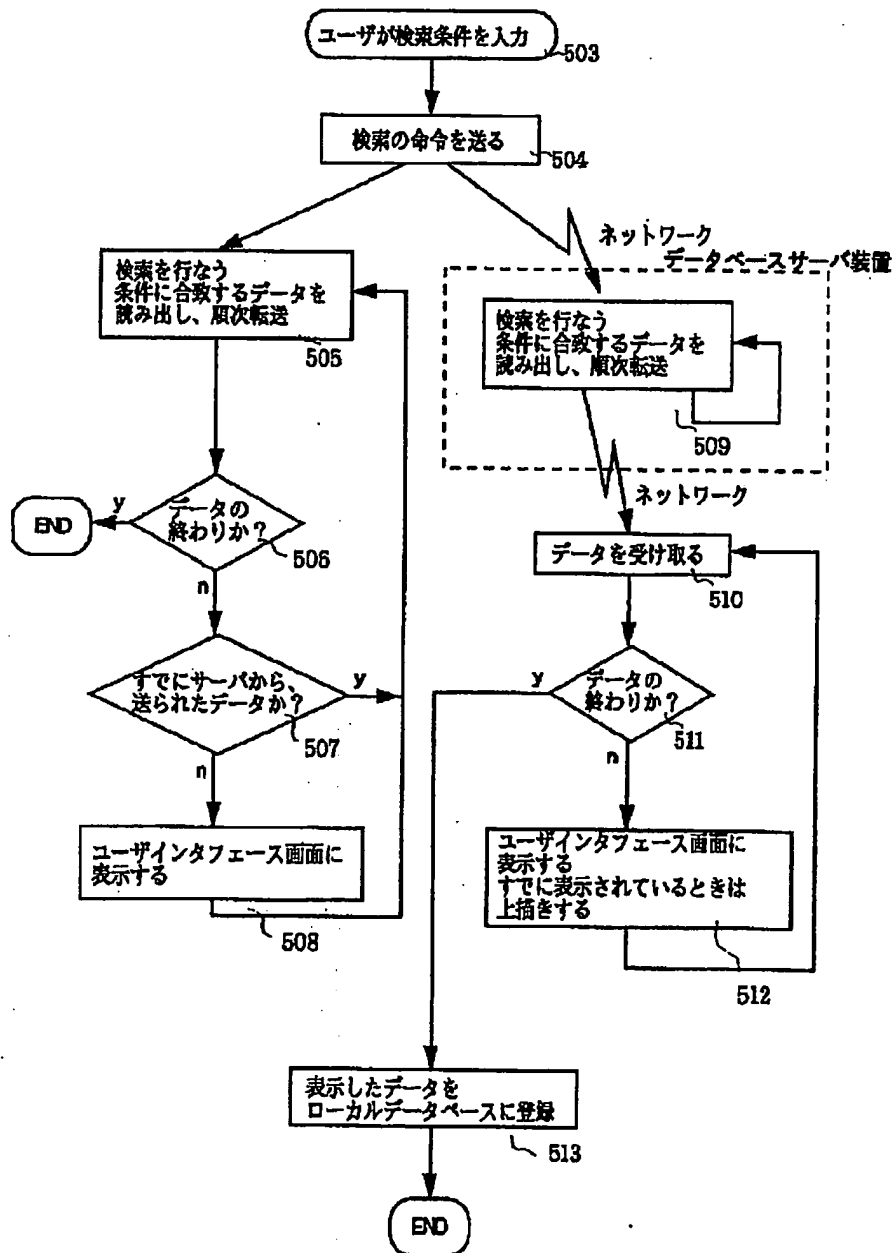 ユーザが検索条件を入力
503
検索の命令を送る
504
ネットワーク
データベースサーバ装置
検索を行なう
条件に合致するデータを
読み出し、順次転送
505
検索を行なう
条件に合致するデータを
読み出し、順次転送
509
ネットワーク
END
y
データの
終わりか?
506
n
データを受け取る
510
すでにサーバから、
送られたデータか?
y
507
n
y
データの
終わりか?
511
n
ユーザインタフェース画面に
表示する
508
ユーザインタフェース画面に
表示する
すでに表示されているときは
上描きする
512
表示したデータを
ローカルデータベースに登録
513
END